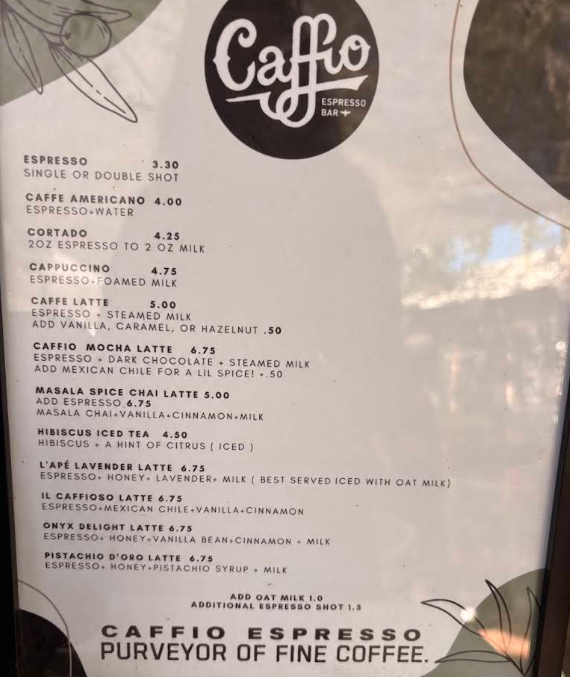 Caffio
ESPRESSO
BAR
ESPRESSO 3.30
SINGLE OR DOUBLE SHOT
CAFFE AMERICANO 4.00
ESPRESSO+WATER
CORTADO 4.25
2OZ ESPRESSO TO 2 OZ MILK
CAPPUCCINO 4.75
ESPRESSO+FOAMED MILK
CAFFE LATTE 5.00
ESPRESSO + STEAMED MILK
ADD VANILLA, CARAMEL, OR HAZELNUT .50
CAFFIO MOCHA LATTE 6.75
ESPRESSO + DARK CHOCOLATE + STEAMED MILK
ADD MEXICAN CHILE FOR A LIL SPICE! +.50
MASALA SPICE CHAI LATTE 5.00
ADD ESPRESSO 6.75
MASALA CHAI+VANILLA+CINNAMON+MILK
HIBISCUS ICED TEA 4.50
HIBISCUS + A HINT OF CITRUS ( ICED )
L'APÉ LAVENDER LATTE 6.75
ESPRESSO+ HONEY+ LAVENDER+ MILK ( BEST SERVED ICED WITH OAT MILK)
IL CAFFIOSO LATTE 6.75
ESPRESSO+MEXICAN CHILE+VANILLA+CINNAMON
ONYX DELIGHT LATTE 6.75
ESPRESSO+ HONEY+VANILLA BEAN+CINNAMON + MILK
PISTACHIO D'ORO LATTE 6.75
ESPRESSO+ HONEY+PISTACHIO SYRUP + MILK
ADD OAT MILK 1.0
ADDITIONAL ESPRESSO SHOT 1.5
CAFFIO ESPRESSO
PURVEYOR OF FINE COFFEE.